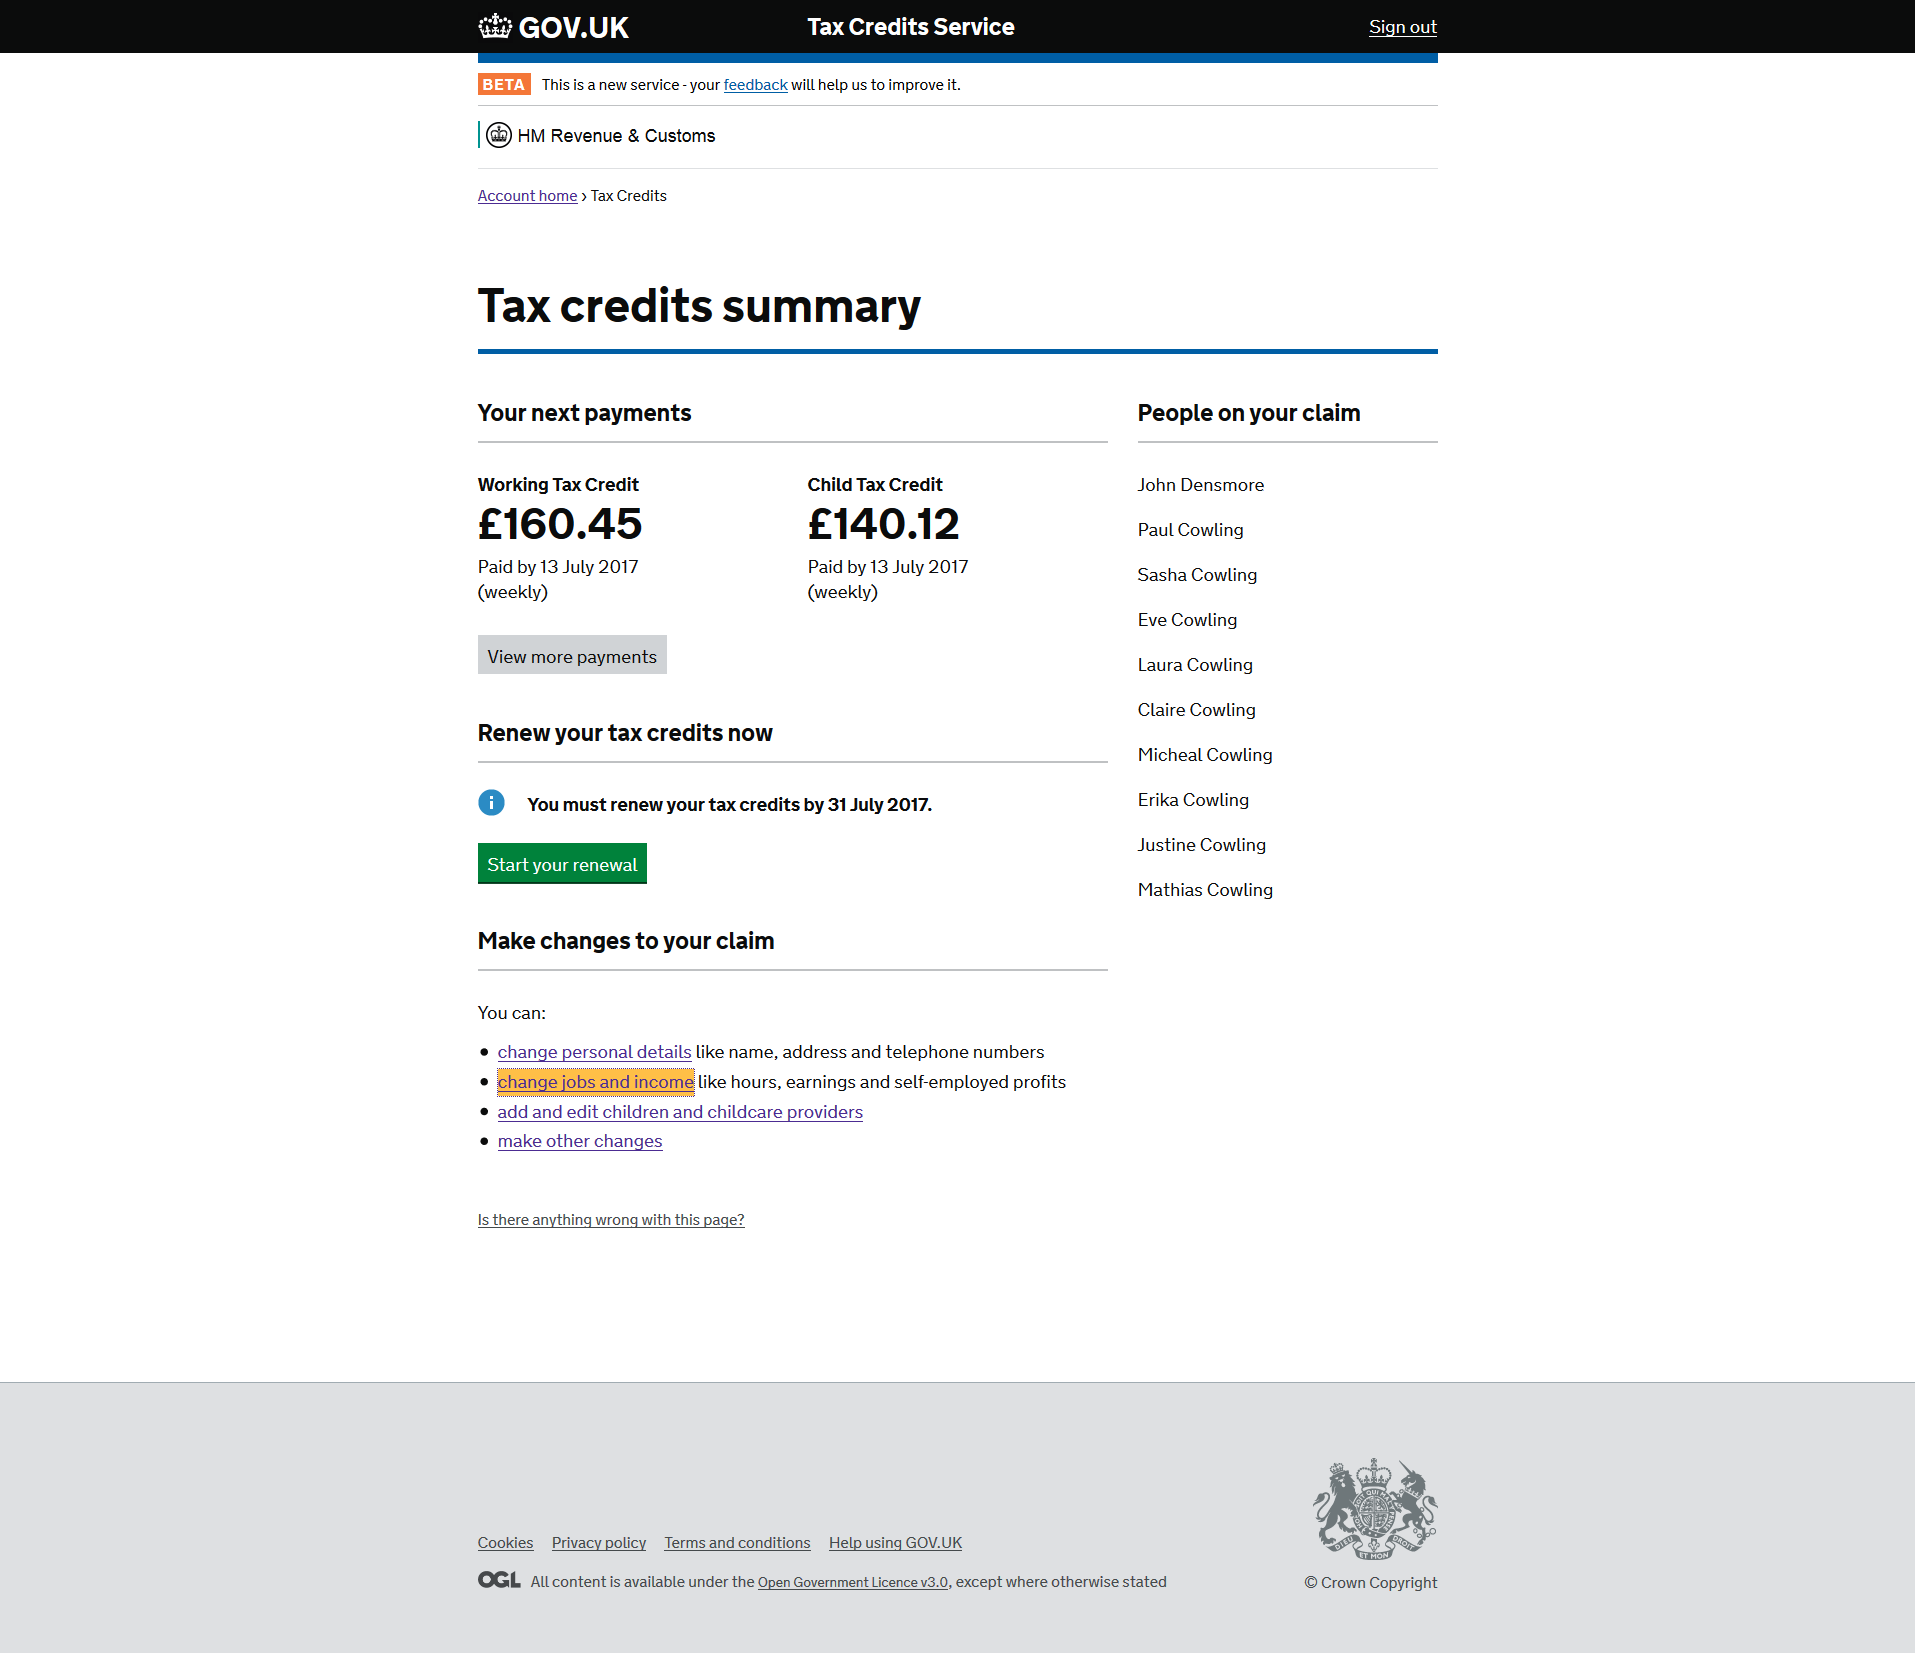 GOV.UK
Tax Credits Service
Sign out
BETA This is a new service - your feedback will help us to improve it.
HM Revenue & Customs
Account home › Tax Credits
Tax credits summary
Your next payments
Working Tax Credit
£160.45
Paid by 13 July 2017
(weekly)
Child Tax Credit
£140.12
Paid by 13 July 2017
(weekly)
View more payments
Renew your tax credits now
You must renew your tax credits by 31 July 2017.
Start your renewal
Make changes to your claim
You can:
• change personal details like name, address and telephone numbers
• change jobs and income like hours, earnings and self-employed profits
• add and edit children and childcare providers
• make other changes
Is there anything wrong with this page?
People on your claim
John Densmore
Paul Cowling
Sasha Cowling
Eve Cowling
Laura Cowling
Claire Cowling
Micheal Cowling
Erika Cowling
Justine Cowling
Mathias Cowling
Cookies Privacy policy Terms and conditions Help using GOV.UK
OGL All content is available under the Open Government Licence v3.0, except where otherwise stated
DIEU ET MON DROIT
© Crown Copyright